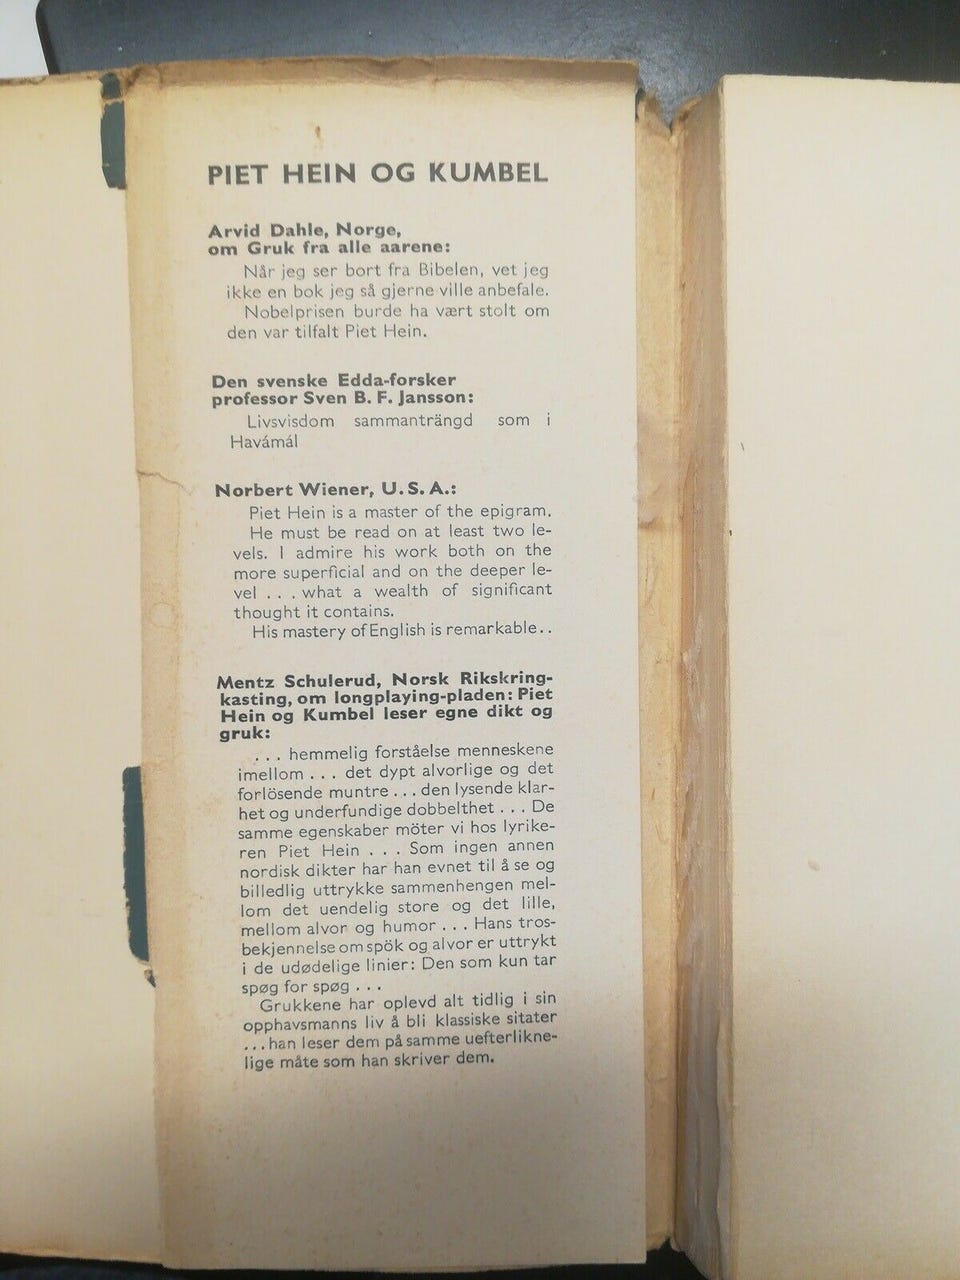 PIET HEIN OG KUMBEL
Arvid Dahle, Norge,
om Gruk fra alle aarene:
Når jeg ser bort fra Bibelen, vet jeg
ikke en bok jeg så gjerne ville anbefale.
Nobelprisen burde ha vært stolt om
den var tilfalt Piet Hein.
Den svenske Edda-forsker
professor Sven B. F. Jansson:
Livsvisdom sammanträngd som i
Havámál
Norbert Wiener, U.S.A.:
Piet Hein is a master of the epigram.
He must be read on at least two le-
vels. I admire his work both on the
more superficial and on the deeper le-
vel . . . what a wealth of significant
thought it contains.
His mastery of English is remarkable..
Mentz Schulerud, Norsk Rikskring-
kasting, om longplaying-pladen: Piet
Hein og Kumbel leser egne dikt og
gruk:
. . . hemmelig forståelse menneskene
imellom . . . det dypt alvorlige og det
forlösende muntre . . . den lysende klar-
het og underfundige dobbelthet . . . De
samme egenskaber möter vi hos lyrike-
ren Piet Hein . . . Som ingen annen
nordisk dikter har han evnet til å se og
billedlig uttrykke sammenhengen mel-
lom det uendelig store og det lille,
mellom alvor og humor . . . Hans tros-
bekjennelse om spök og alvor er uttrykt
i de udødelige linier: Den som kun tar
spøg for spøg . . .
Grukkene har oplevd alt tidlig i sin
opphavsmanns liv å bli klassiske sitater
. . . han leser dem på samme uefterlikne-
lige måte som han skriver dem.